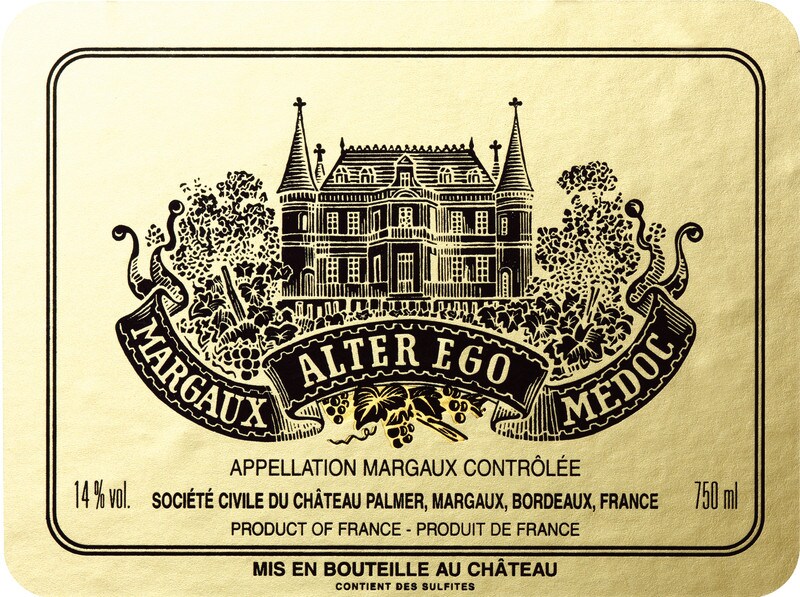 MARGAUX
ALTER EGO
MEDOC
APPELLATION MARGAUX CONTRÔLÉE
14 % vol.
SOCIÉTÉ CIVILE DU CHÂTEAU PALMER, MARGAUX, BORDEAUX, FRANCE
750 ml
PRODUCT OF FRANCE - PRODUIT DE FRANCE
MIS EN BOUTEILLE AU CHÂTEAU
CONTIENT DES SULFITES